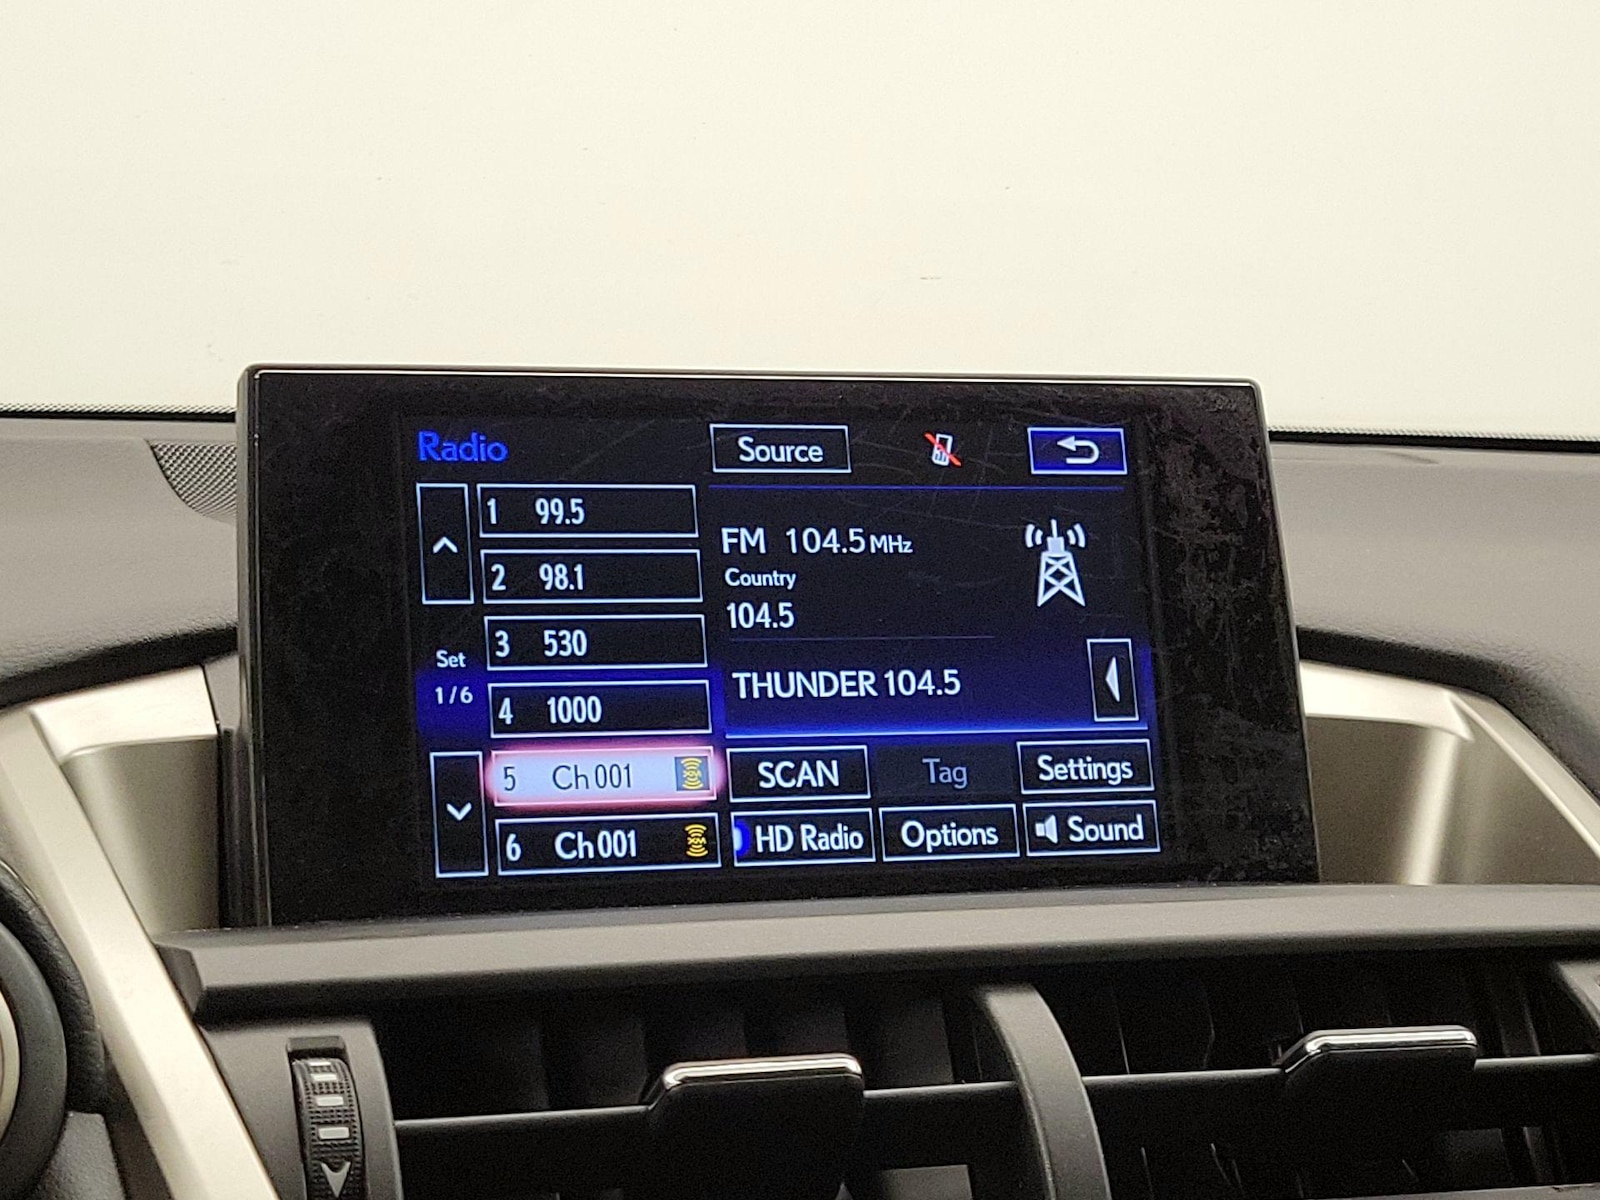 Radio
Source
1 99.5
2 98.1
3 530
4 1000
5 Ch 001 XM
6 Ch 001 XM
Set
1/6
FM 104.5 MHz
Country
104.5
THUNDER 104.5
SCAN
Tag
Settings
HD Radio
Options
Sound